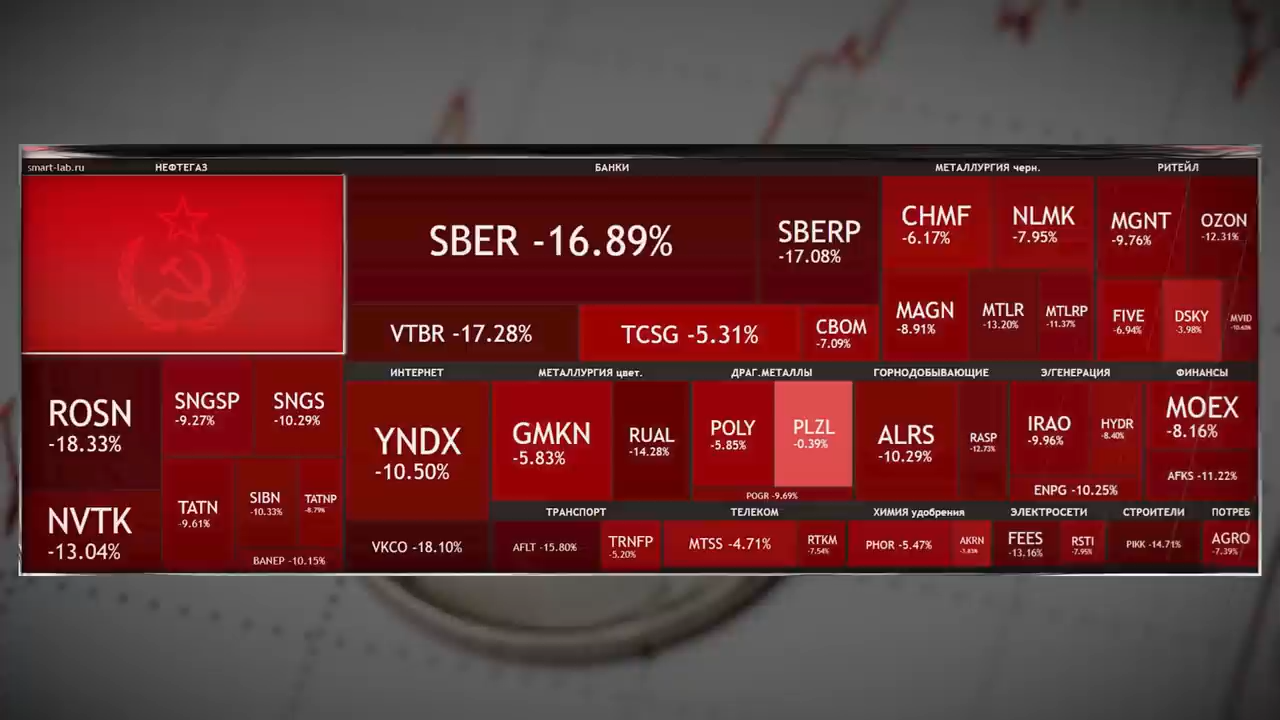 smart-lab.ru
НЕФТЕГАЗ
БАНКИ
МЕТАЛЛУРГИЯ черн.
РИТЕЙЛ
SBER -16.89%
SBERP
-17.08%
VTBR -17.28%
TCSG -5.31%
CBOM
-7.09%
CHMF
-6.17%
NLMK
-7.95%
MAGN
-8.91%
MTLR
-13.20%
MTLRP
-11.37%
MGNT
-9.76%
OZON
-12.31%
FIVE
-6.94%
DSKY
-3.98%
MVID
ROSN
-18.33%
SNGSP
-9.27%
SNGS
-10.29%
NVTK
-13.04%
TATN
-9.61%
SIBN
-10.33%
TATNP
-8.79%
BANEP -10.15%
ИНТЕРНЕТ
МЕТАЛЛУРГИЯ цвет.
ДРАГ.МЕТАЛЛЫ
ГОРНОДОБЫВАЮЩИЕ
Э/ГЕНЕРАЦИЯ
ФИНАНСЫ
YNDX
-10.50%
VKCO -18.10%
GMKN
-5.83%
RUAL
-14.28%
POLY
-5.85%
PLZL
-0.39%
POGR -9.69%
ALRS
-10.29%
RASP
-12.73%
IRAO
-9.96%
HYDR
-8.40%
ENPG -10.25%
MOEX
-8.16%
AFKS -11.22%
ТРАНСПОРТ
ТЕЛЕКОМ
ХИМИЯ удобрения
ЭЛЕКТРОСЕТИ
СТРОИТЕЛИ
ПОТРЕБ
AFLT -15.80%
TRNFP
-5.20%
MTSS -4.71%
RTKM
-7.54%
PHOR -5.47%
AKRN
FEES
-13.16%
RSTI
-7.95%
PIKK -14.71%
AGRO
-7.39%